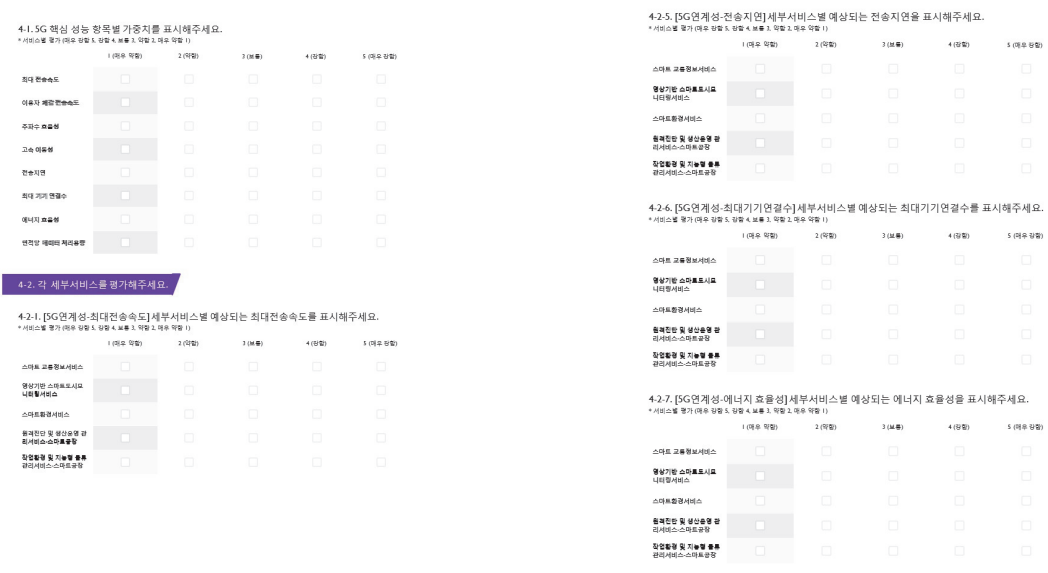 4-1. 5G 핵심 성능 항목별 가중치를 표시해주세요.
* 서비스별 평가 (매우 강함 5, 강함 4, 보통 3, 약함 2, 매우 약함 1)
1 (매우 약함) 2 (약함) 3 (보통) 4 (강함) 5 (매우 강함)
최대 전송속도
이용자 체감 전송속도
주파수 효율성
고속 이동성
전송지연
최대 기기 연결수
에너지 효율성
면적당 데이터 처리용량
4-2. 각 세부서비스를 평가해주세요.
4-2-1. [5G연계성-최대전송속도] 세부서비스별 예상되는 최대전송속도를 표시해주세요.
* 서비스별 평가 (매우 강함 5, 강함 4, 보통 3, 약함 2, 매우 약함 1)
1 (매우 약함) 2 (약함) 3 (보통) 4 (강함) 5 (매우 강함)
스마트 교통정보서비스
영상기반 스마트도시모
니터링서비스
스마트환경서비스
원격진단 및 생산운영 관
리서비스-스마트공장
작업환경 및 지능형 물류
관리서비스-스마트공장
4-2-5. [5G연계성-전송지연] 세부서비스별 예상되는 전송지연을 표시해주세요.
* 서비스별 평가 (매우 강함 5, 강함 4, 보통 3, 약함 2, 매우 약함 1)
1 (매우 약함) 2 (약함) 3 (보통) 4 (강함) 5 (매우 강함)
스마트 교통정보서비스
영상기반 스마트도시모
니터링서비스
스마트환경서비스
원격진단 및 생산운영 관
리서비스-스마트공장
작업환경 및 지능형 물류
관리서비스-스마트공장
4-2-6. [5G연계성-최대기기연결수] 세부서비스별 예상되는 최대기기연결수를 표시해주세요.
* 서비스별 평가 (매우 강함 5, 강함 4, 보통 3, 약함 2, 매우 약함 1)
1 (매우 약함) 2 (약함) 3 (보통) 4 (강함) 5 (매우 강함)
스마트 교통정보서비스
영상기반 스마트도시모
니터링서비스
스마트환경서비스
원격진단 및 생산운영 관
리서비스-스마트공장
작업환경 및 지능형 물류
관리서비스-스마트공장
4-2-7. [5G연계성-에너지 효율성] 세부서비스별 예상되는 에너지 효율성을 표시해주세요.
* 서비스별 평가 (매우 강함 5, 강함 4, 보통 3, 약함 2, 매우 약함 1)
1 (매우 약함) 2 (약함) 3 (보통) 4 (강함) 5 (매우 강함)
스마트 교통정보서비스
영상기반 스마트도시모
니터링서비스
스마트환경서비스
원격진단 및 생산운영 관
리서비스-스마트공장
작업환경 및 지능형 물류
관리서비스-스마트공장